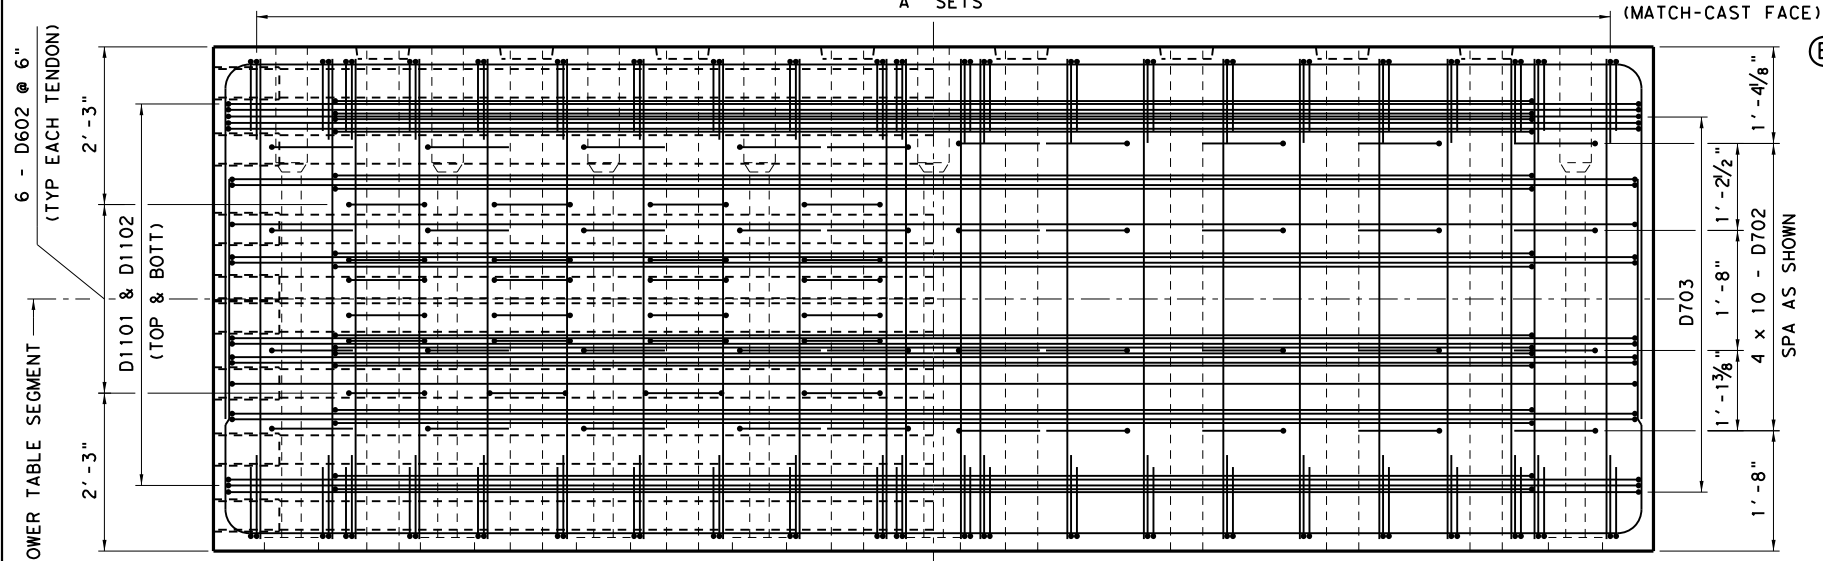 A  SETS
(MATCH-CAST FACE)
6 - D602 @ 6"
(TYP EACH TENDON)
2'-3"
2'-3"
D1101 & D1102
(TOP & BOTT)
OWER TABLE SEGMENT
1'-4⅛"
1'-2½"
1'-8"
1'-1⅜"
1'-8"
D703
4 x 10 - D702
SPA AS SHOWN